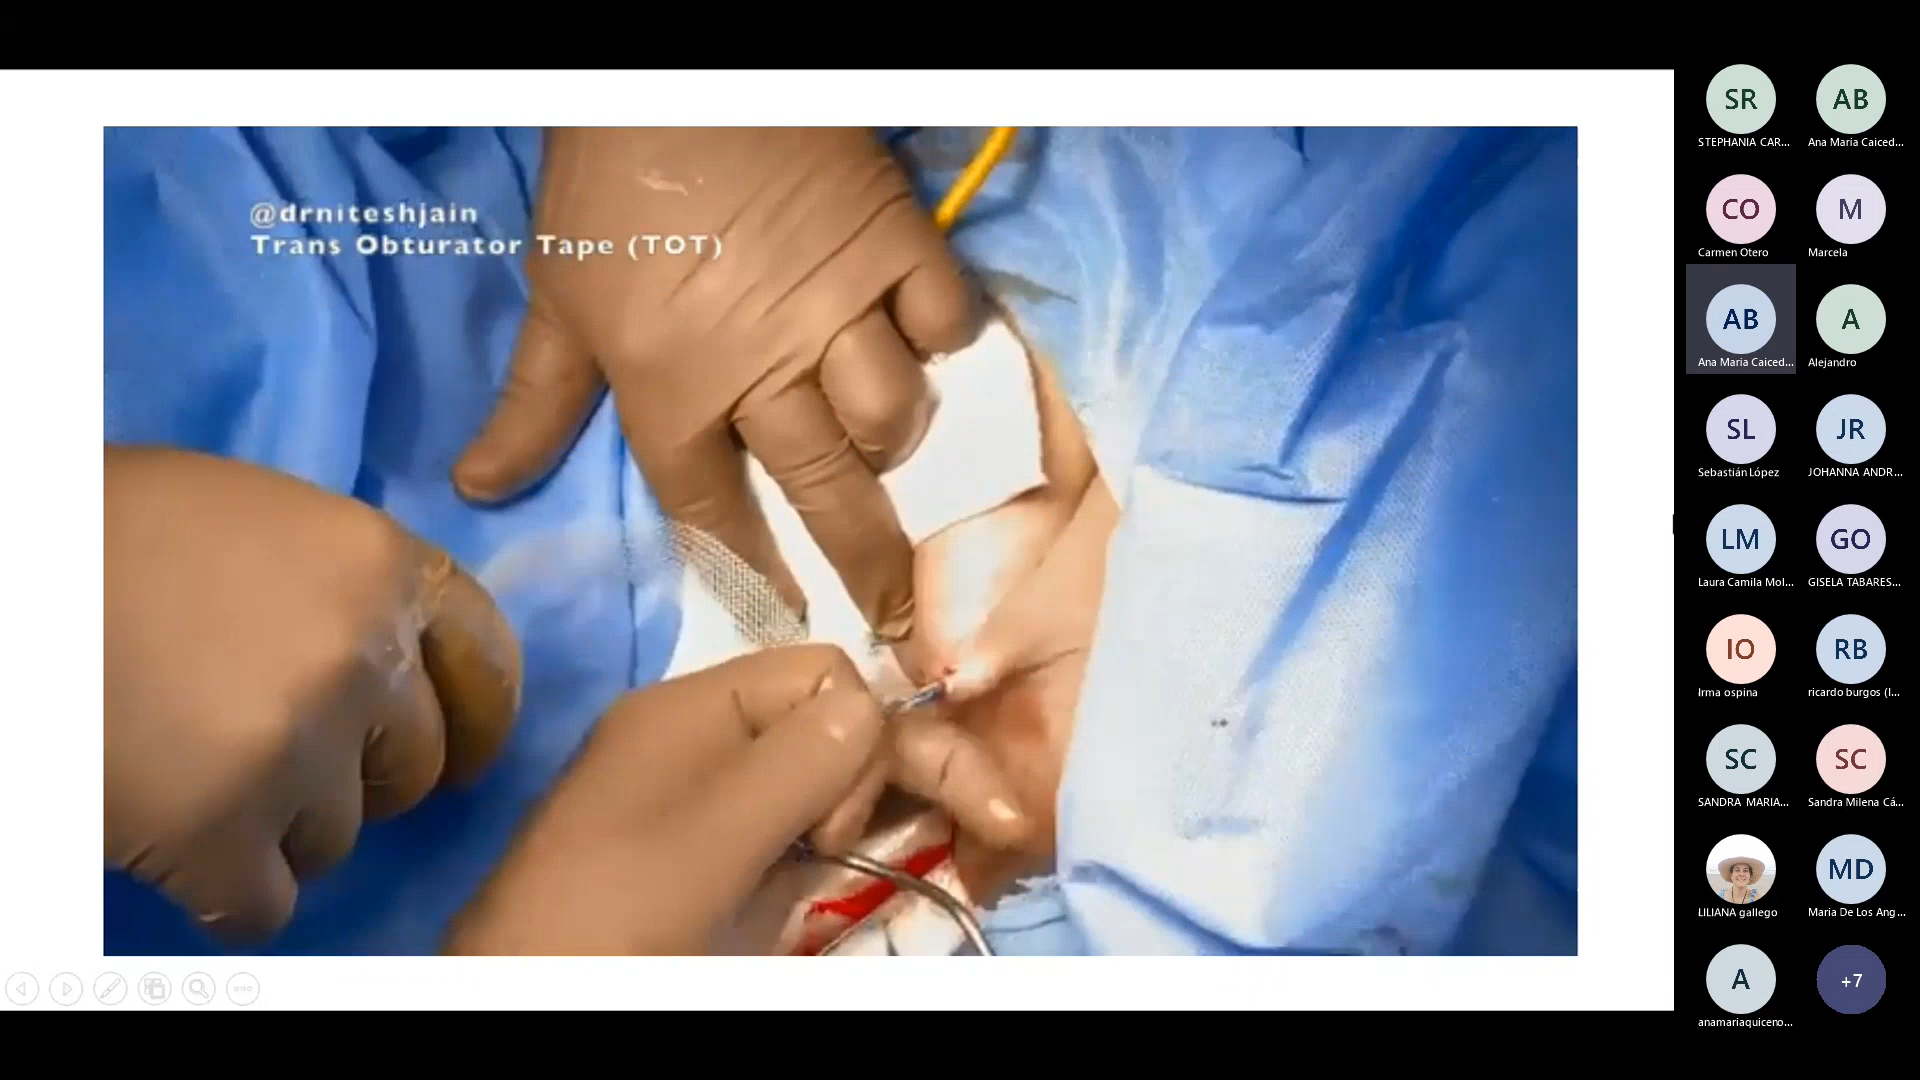 @drniteshjain
Trans Obturator Tape (TOT)
SR
AB
STEPHANIA CAR...
Ana Maria Caiced...
CO
M
Carmen Otero
Marcela
AB
A
Ana Maria Caiced...
Alejandro
SL
JR
Sebastián López
JOHANNA ANDR...
LM
GO
Laura Camila Mol...
GISELA TABARES...
IO
RB
Irma ospina
ricardo burgos (I...
SC
SC
SANDRA MARIA...
Sandra Milena Cá...
LILIANA gallego
MD
Maria De Los Ang...
A
+7
anamariaquiceno...